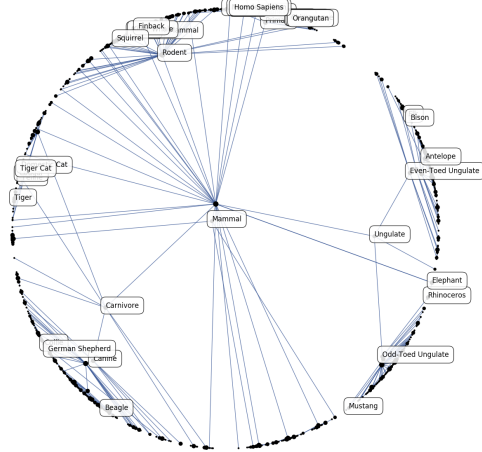 Homo Sapiens
Orangutan
Finback
Squirrel
Rodent
Bison
Antelope
Even-Toed Ungulate
Tiger Cat
Cat
Tiger
Mammal
Ungulate
Elephant
Rhinoceros
Carnivore
German Shepherd
Canine
Odd-Toed Ungulate
Beagle
Mustang